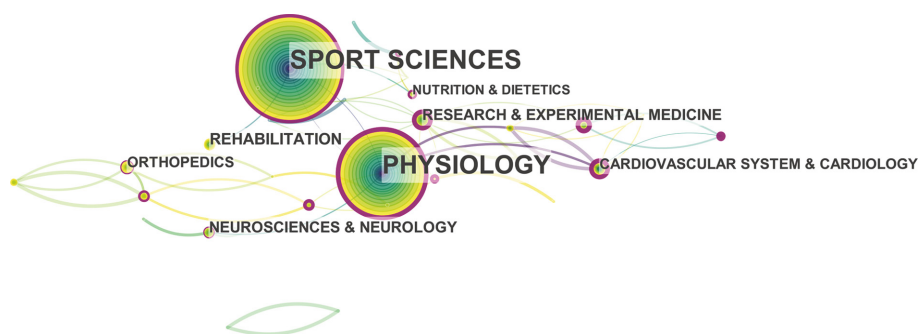 SPORT SCIENCES
NUTRITION & DIETETICS
RESEARCH & EXPERIMENTAL MEDICINE
REHABILITATION
ORTHOPEDICS
PHYSIOLOGY
CARDIOVASCULAR SYSTEM & CARDIOLOGY
NEUROSCIENCES & NEUROLOGY